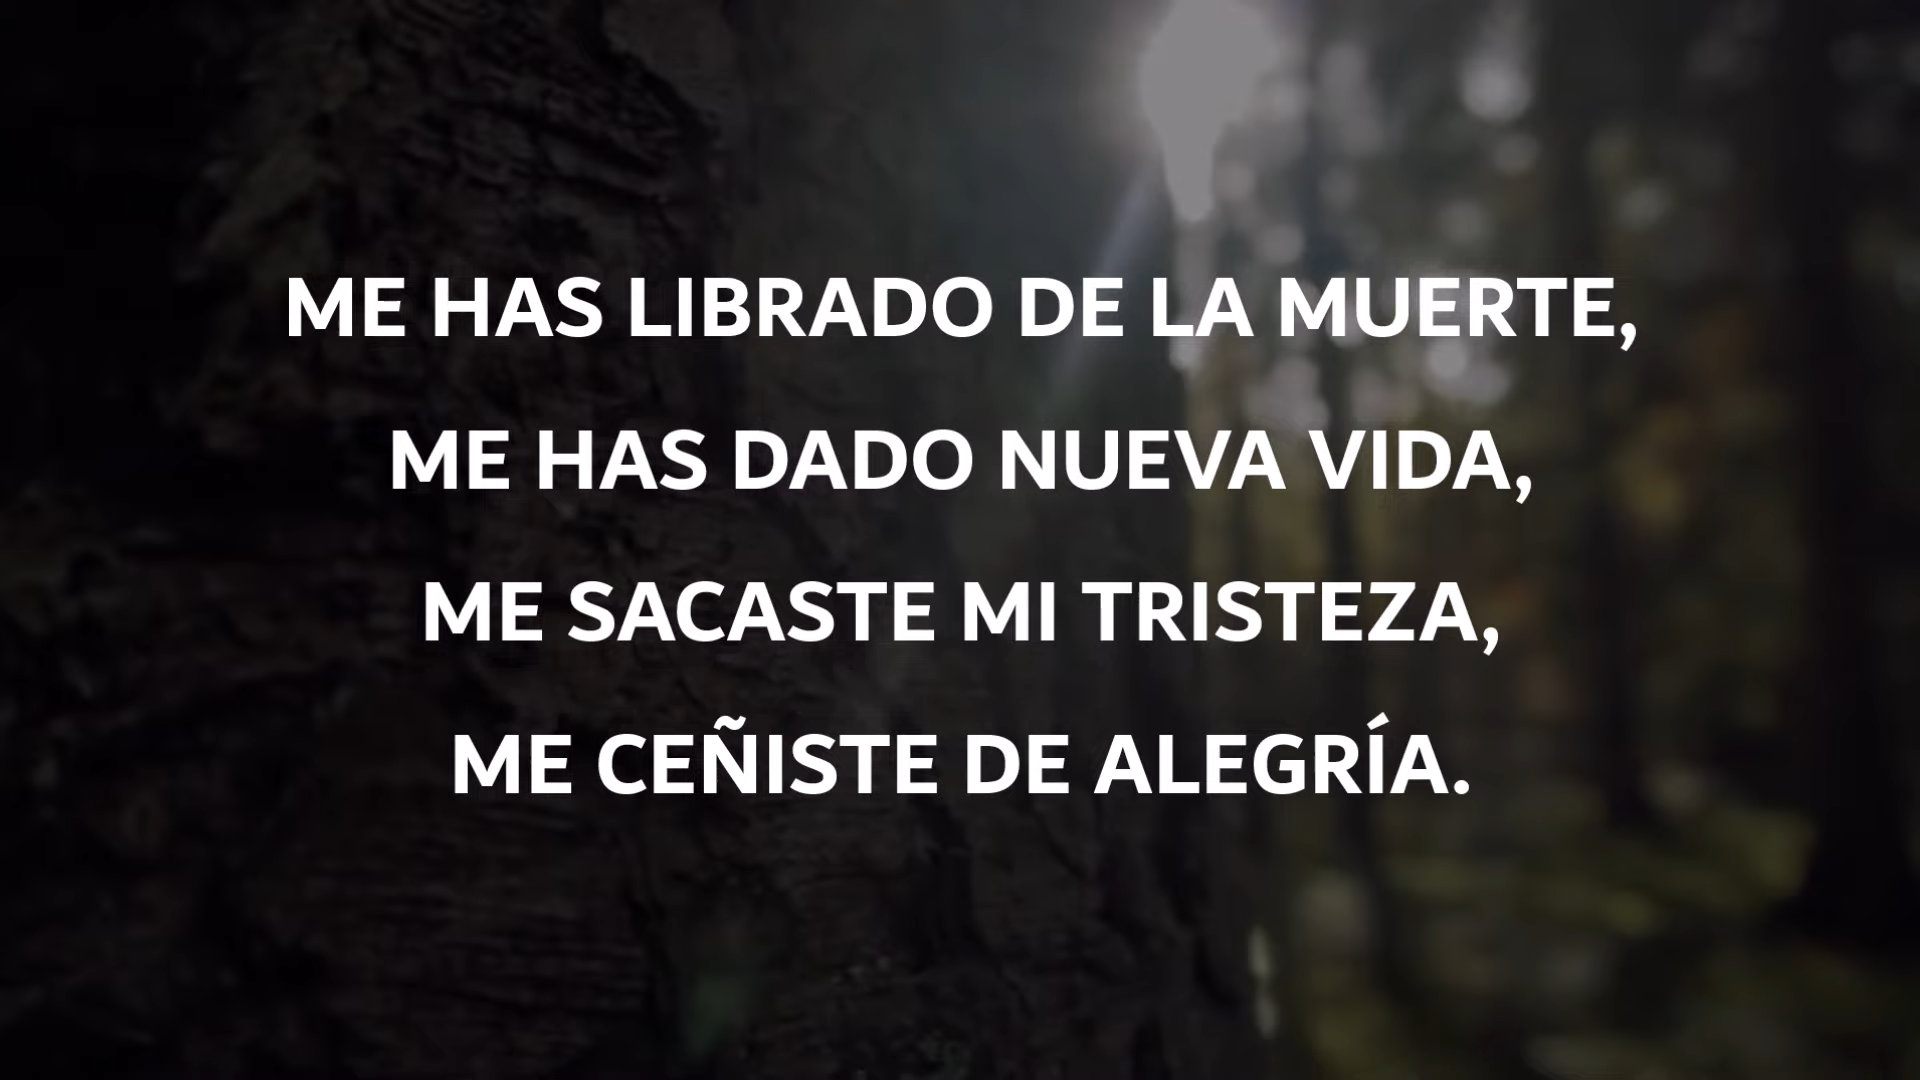 ME HAS LIBRADO DE LA MUERTE,
ME HAS DADO NUEVA VIDA,
ME SACASTE MI TRISTEZA,
ME CEÑISTE DE ALEGRÍA.